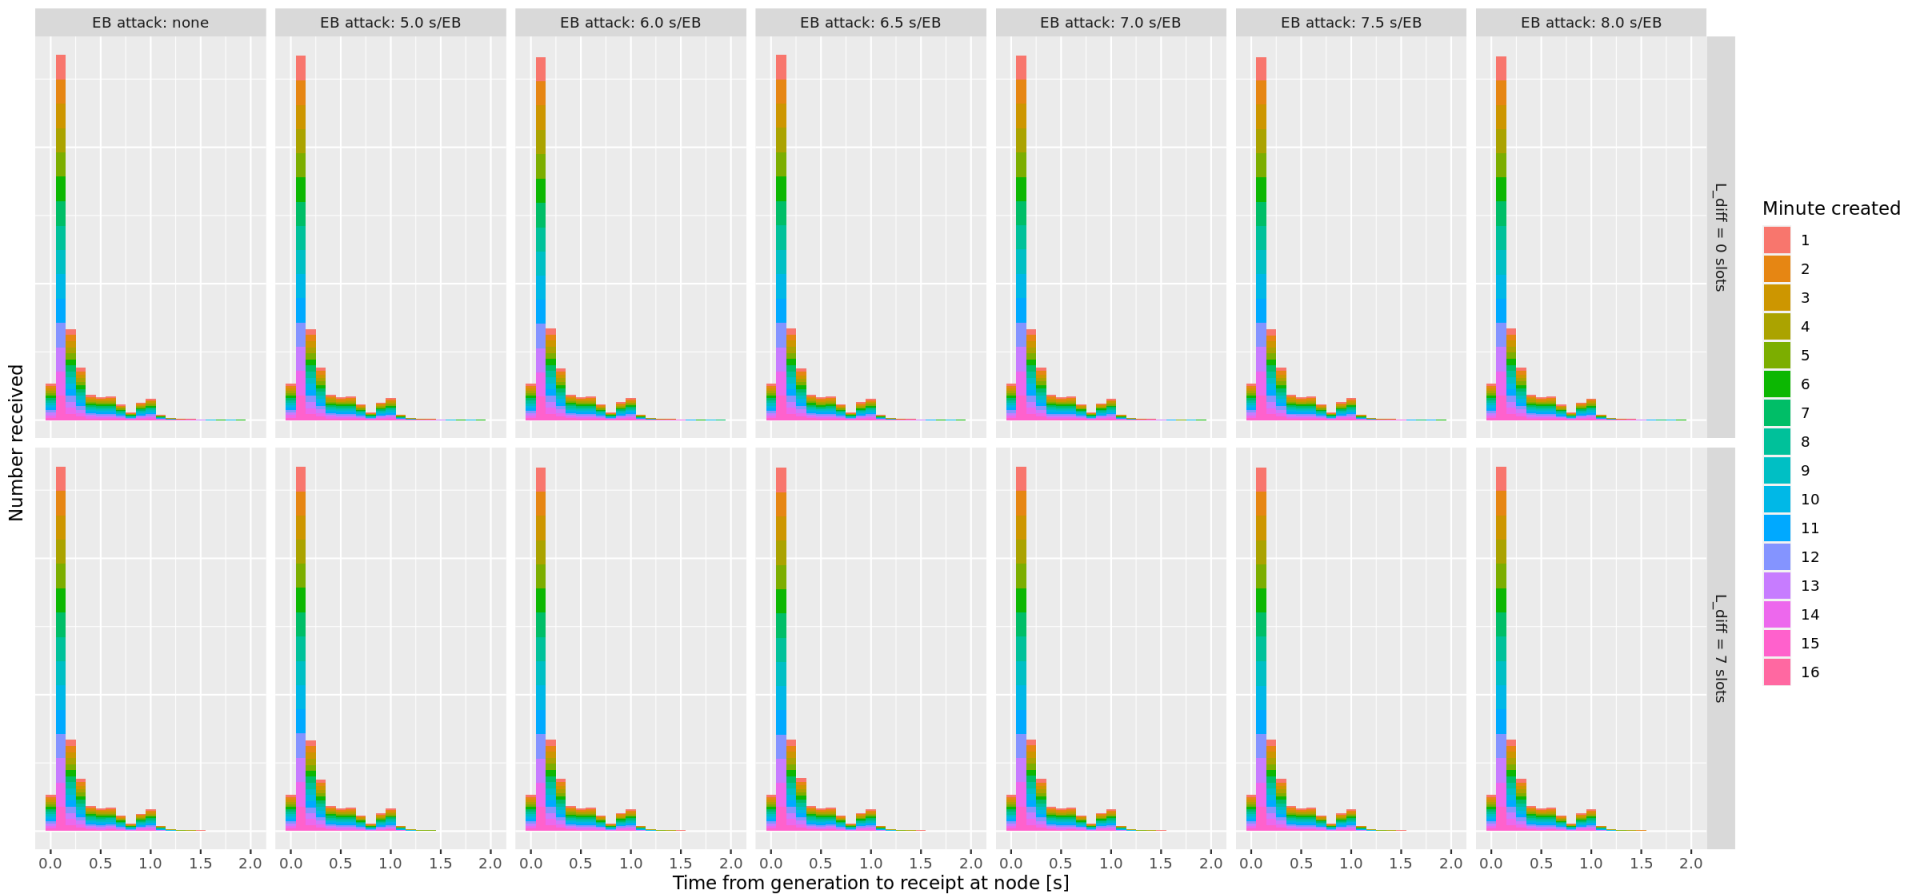 EB attack: none
EB attack: 5.0 s/EB
EB attack: 6.0 s/EB
EB attack: 6.5 s/EB
EB attack: 7.0 s/EB
EB attack: 7.5 s/EB
EB attack: 8.0 s/EB
L_diff = 0 slots
L_diff = 7 slots
Number received
0.0 0.5 1.0 1.5 2.0
0.0 0.5 1.0 1.5 2.0
0.0 0.5 1.0 1.5 2.0
0.0 0.5 1.0 1.5 2.0
0.0 0.5 1.0 1.5 2.0
0.0 0.5 1.0 1.5 2.0
0.0 0.5 1.0 1.5 2.0
Time from generation to receipt at node [s]
Minute created
1
2
3
4
5
6
7
8
9
10
11
12
13
14
15
16